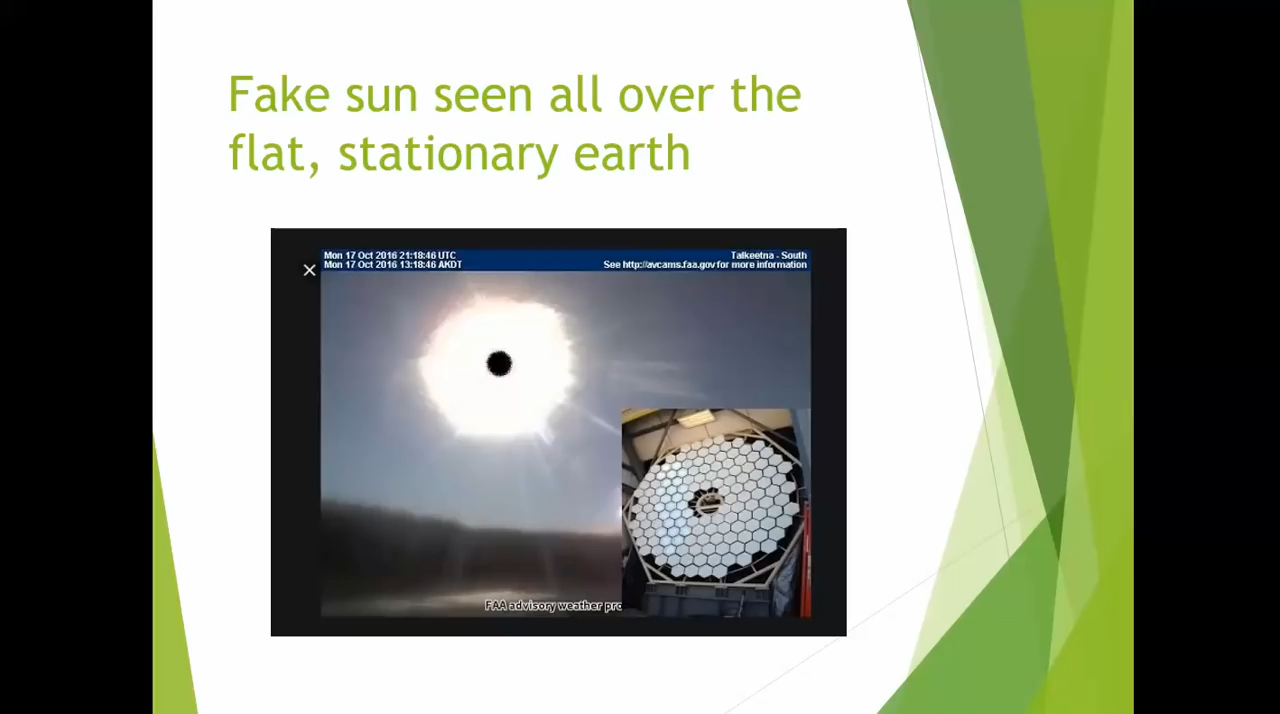 Fake sun seen all over the
flat, stationary earth
Mon 17 Oct 2016 21:18:46 UTC
Mon 17 Oct 2016 13:18:46 AKDT
Talkeetna - South
See http://avcams.faa.gov for more information
FAA advisory weather pro